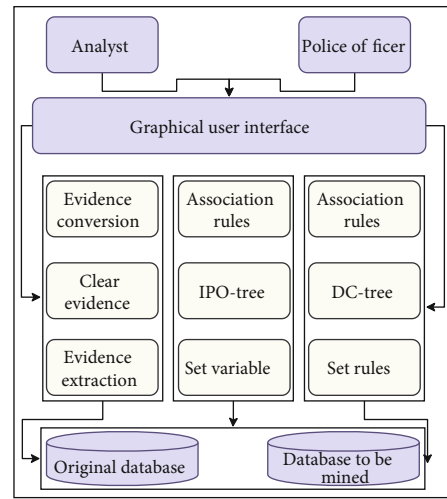 Analyst
Police of ficer
Graphical user interface
Evidence
conversion
Clear
evidence
Evidence
extraction
Association
rules
IPO-tree
Set variable
Association
rules
DC-tree
Set rules
Original database
Database to be
mined